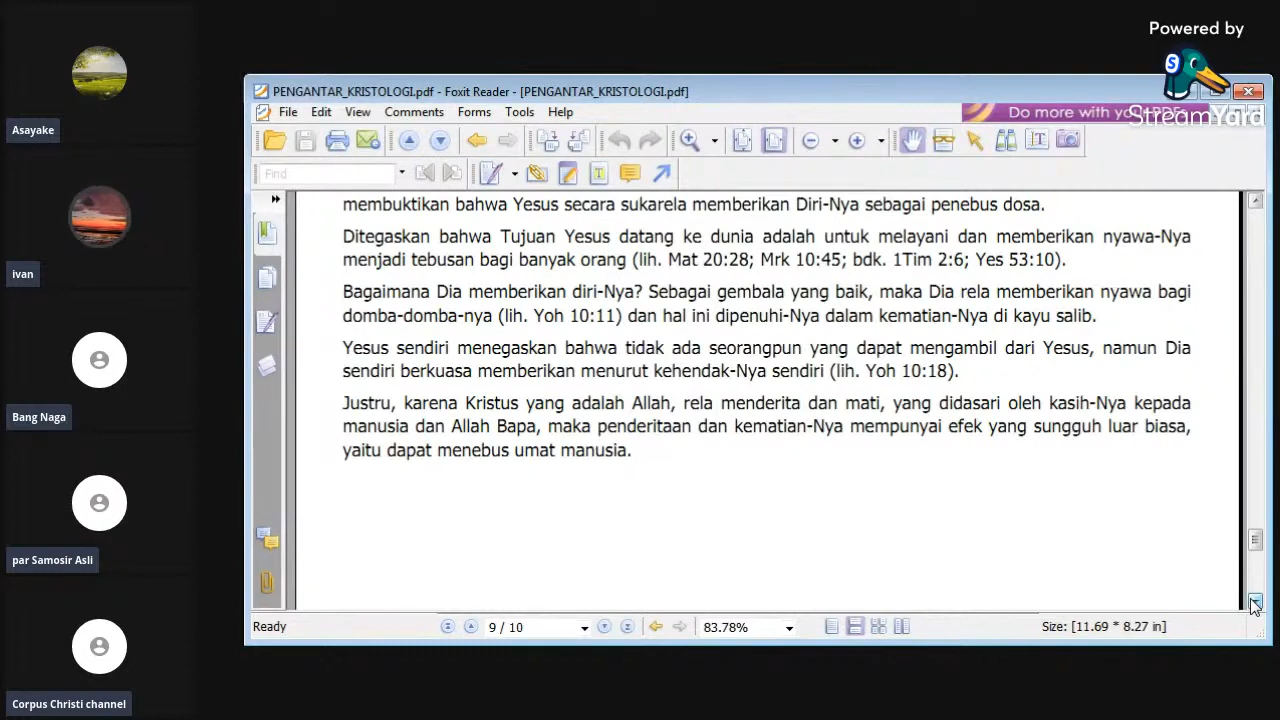 Powered by
StreamYard
Asayake
ivan
Bang Naga
par Samosir Asli
Corpus Christi channel
PENGANTAR_KRISTOLOGI.pdf - Foxit Reader - [PENGANTAR_KRISTOLOGI.pdf]
File Edit View Comments Forms Tools Help
Do more with
Find
membuktikan bahwa Yesus secara sukarela memberikan Diri-Nya sebagai penebus dosa.
Ditegaskan bahwa Tujuan Yesus datang ke dunia adalah untuk melayani dan memberikan nyawa-Nya
menjadi tebusan bagi banyak orang (lih. Mat 20:28; Mrk 10:45; bdk. 1Tim 2:6; Yes 53:10).
Bagaimana Dia memberikan diri-Nya? Sebagai gembala yang baik, maka Dia rela memberikan nyawa bagi
domba-domba-nya (lih. Yoh 10:11) dan hal ini dipenuhi-Nya dalam kematian-Nya di kayu salib.
Yesus sendiri menegaskan bahwa tidak ada seorangpun yang dapat mengambil dari Yesus, namun Dia
sendiri berkuasa memberikan menurut kehendak-Nya sendiri (lih. Yoh 10:18).
Justru, karena Kristus yang adalah Allah, rela menderita dan mati, yang didasari oleh kasih-Nya kepada
manusia dan Allah Bapa, maka penderitaan dan kematian-Nya mempunyai efek yang sungguh luar biasa,
yaitu dapat menebus umat manusia.
Ready
9 / 10
83.78%
Size: [11.69 * 8.27 in]